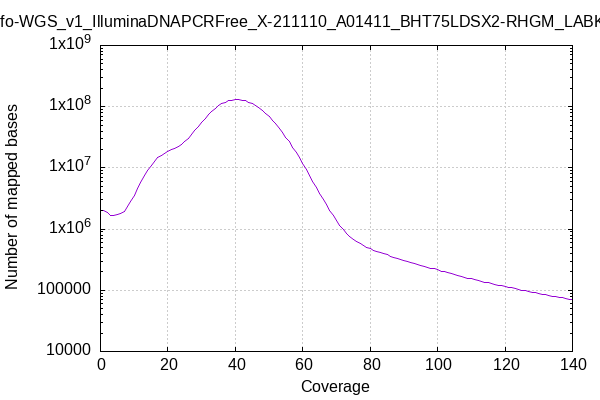 fo-WGS_v1_IlluminaDNAPCRFree_X-211110_A01411_BHT75LDSX2-RHGM_LABK
1x10⁹
1x10⁸
1x10⁷
1x10⁶
100000
10000
Number of mapped bases
0 20 40 60 80 100 120 140
Coverage